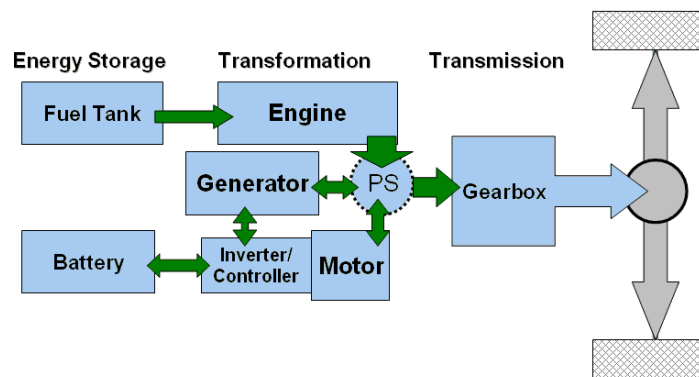 Energy Storage
Transformation
Transmission
Fuel Tank
Engine
Generator
PS
Gearbox
Battery
Inverter/
Controller
Motor